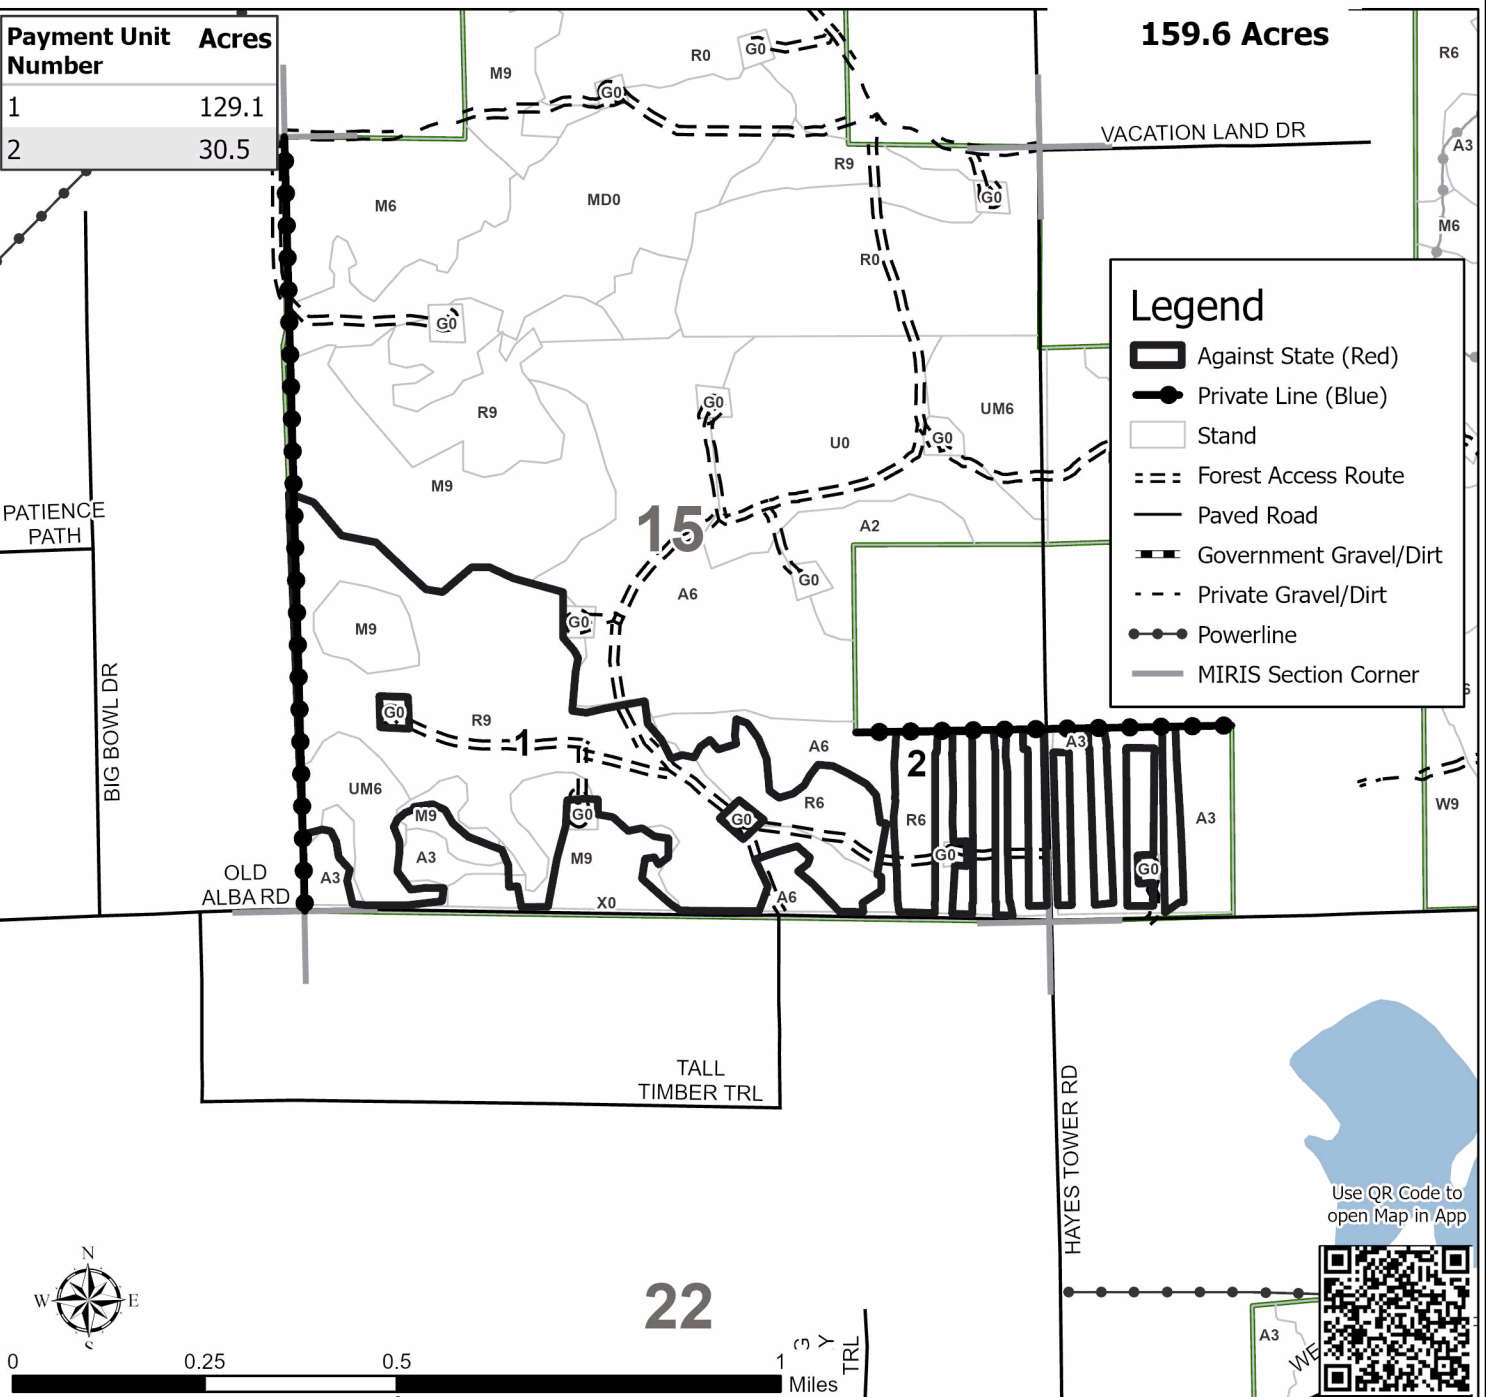 Payment Unit Number Acres
1 129.1
2 30.5
159.6 Acres
M9
R0
G0
G0
R6
A3
M6
VACATION LAND DR
R9
G0
M6
MD0
R0
G0
Legend
Against State (Red)
Private Line (Blue)
Stand
Forest Access Route
Paved Road
Government Gravel/Dirt
Private Gravel/Dirt
Powerline
MIRIS Section Corner
R9
G0
UM6
U0
G0
M9
PATIENCE
PATH
15
A2
G0
A6
M9
G0
BIG BOWL DR
G0
R9
1
A6
A3
2
UM6
M9
G0
G0
R6
R6
A3
W9
A3
M9
G0
G0
OLD
ALBA RD
A3
X0
A6
TALL
TIMBER TRL
HAYES TOWER RD
Use QR Code to
open Map in App
N
W E
S
22
TRL
A3
WE
0 0.25 0.5 1
Miles